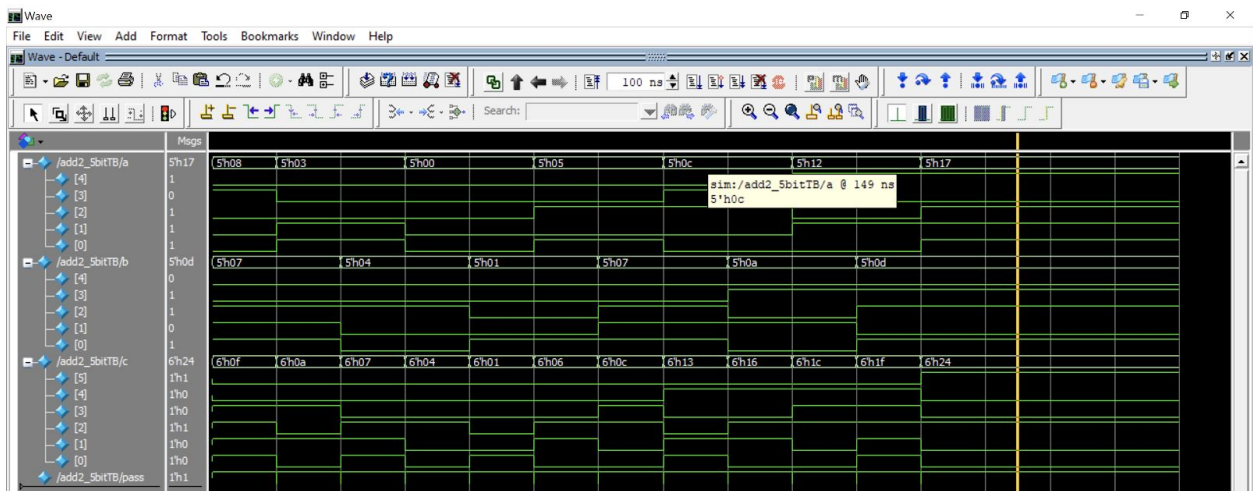 Wave
File Edit View Add Format Tools Bookmarks Window Help
Wave - Default
100 ns
Search:
Msgs
/add2_5bitTB/a 5'h17 5'h08 5'h03 5'h00 5'h05 5'h0c 5'h12 5'h17
[4] 1
sim:/add2_5bitTB/a @ 149 ns
[3] 0
5'h0c
[2] 1
[1] 1
[0] 1
/add2_5bitTB/b 5'h0d 5'h07 5'h04 5'h01 5'h07 5'h0a 5'h0d
[4] 0
[3] 1
[2] 1
[1] 0
[0] 1
/add2_5bitTB/c 6'h24 6'h0f 6'h0a 6'h07 6'h04 6'h01 6'h06 6'h0c 6'h13 6'h16 6'h1c 6'h1f 6'h24
[5] 1'h1
[4] 1'h0
[3] 1'h0
[2] 1'h1
[1] 1'h0
[0] 1'h0
/add2_5bitTB/pass 1'h1